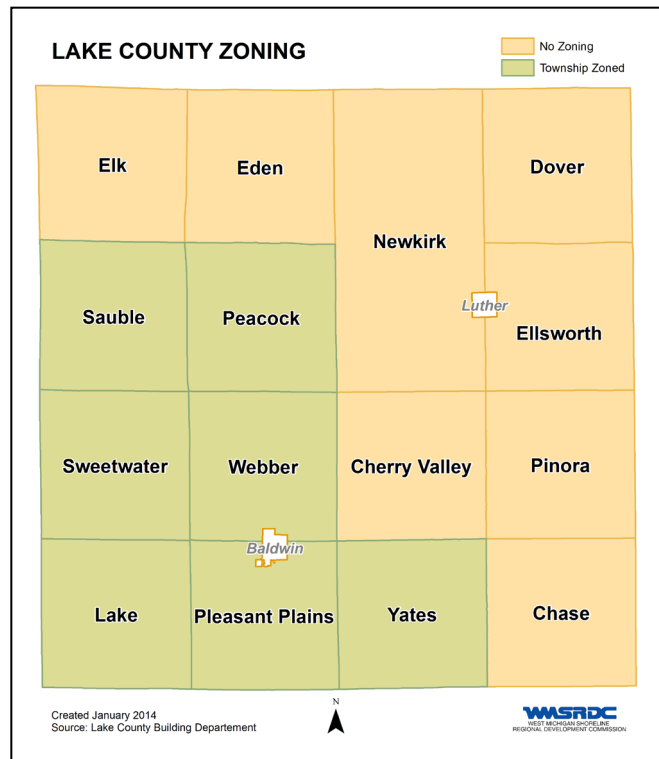 LAKE COUNTY ZONING
No Zoning
Township Zoned
Elk
Eden
Dover
Newkirk
Luther
Sauble
Peacock
Ellsworth
Sweetwater
Webber
Cherry Valley
Pinora
Baldwin
Lake
Pleasant Plains
Yates
Chase
Created January 2014
Source: Lake County Building Departement
N
WMSRDC
WEST MICHIGAN SHORELINE
REGIONAL DEVELOPMENT COMMISSION